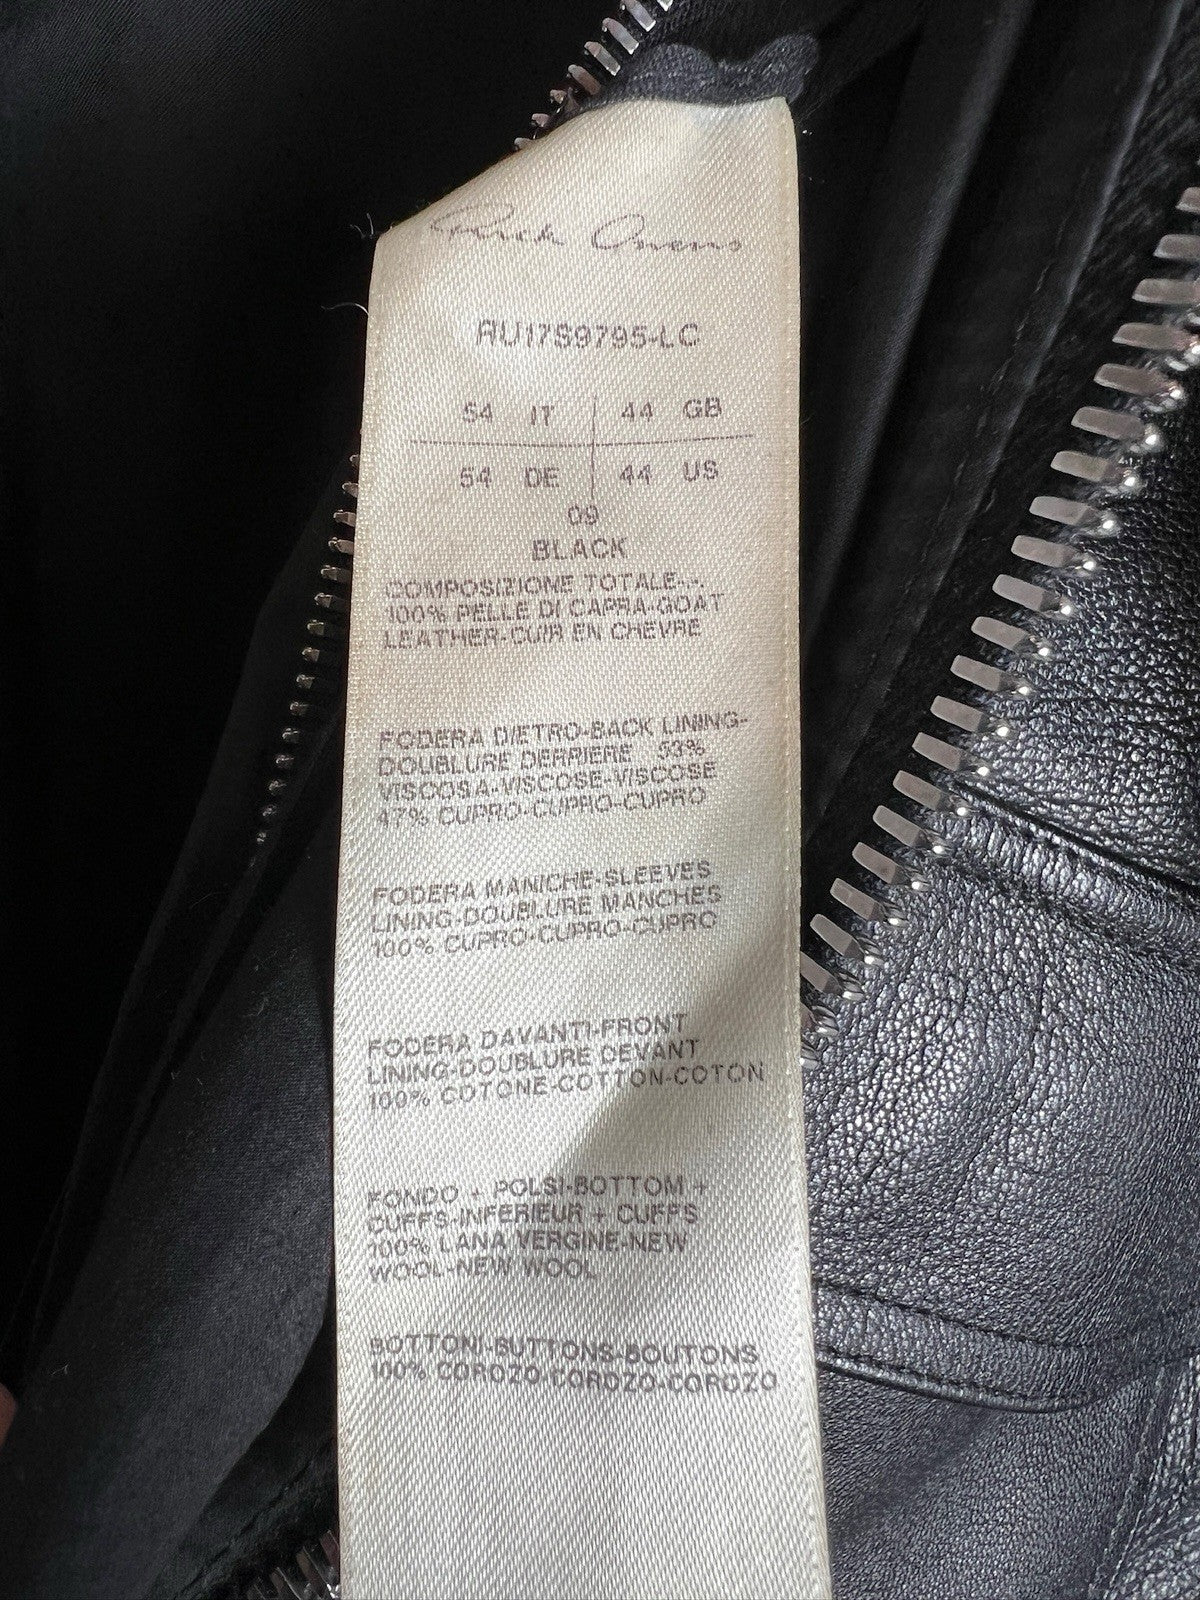 Rick Owens
RU17S9795-LC
54 IT 44 GB
54 DE 44 US
09
BLACK
COMPOSIZIONE TOTALE--.
100% PELLE DI CAPRA-GOAT
LEATHER-CUIR EN CHEVRE
FODERA DIETRO-BACK LINING-
DOUBLURE DERRIERE 53%
VISCOSA-VISCOSE-VISCOSE
47% CUPRO-CUPRO-CUPRO
FODERA MANICHE-SLEEVES
LINING-DOUBLURE MANCHES
100% CUPRO-CUPRO-CUPRO
FODERA DAVANTI-FRONT
LINING-DOUBLURE DEVANT
100% COTONE-COTTON-COTON
FONDO + POLSI-BOTTOM +
CUFFS-INFERIEUR + CUFFS
100% LANA VERGINE-NEW
WOOL-NEW WOOL
BOTTONI-BUTTONS-BOUTONS
100% COROZO-COROZO-COROZO